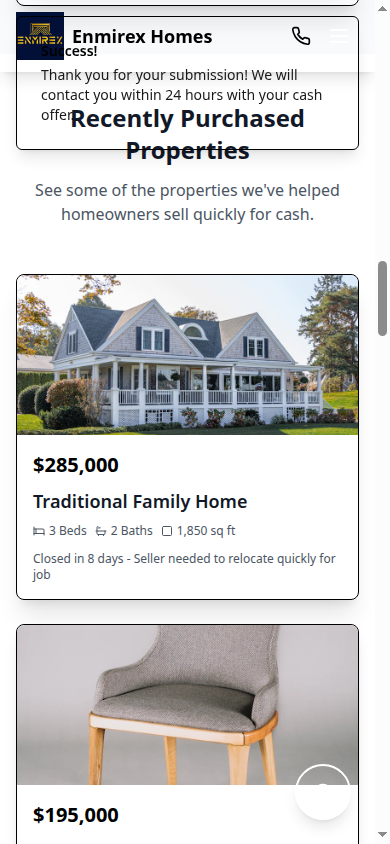 ENMIREX
Enmirex Homes
Success!
Thank you for your submission! We will
contact you within 24 hours with your cash
offer.
Recently Purchased
Properties
See some of the properties we've helped
homeowners sell quickly for cash.
$285,000
Traditional Family Home
3 Beds 2 Baths 1,850 sq ft
Closed in 8 days - Seller needed to relocate quickly for
job
$195,000